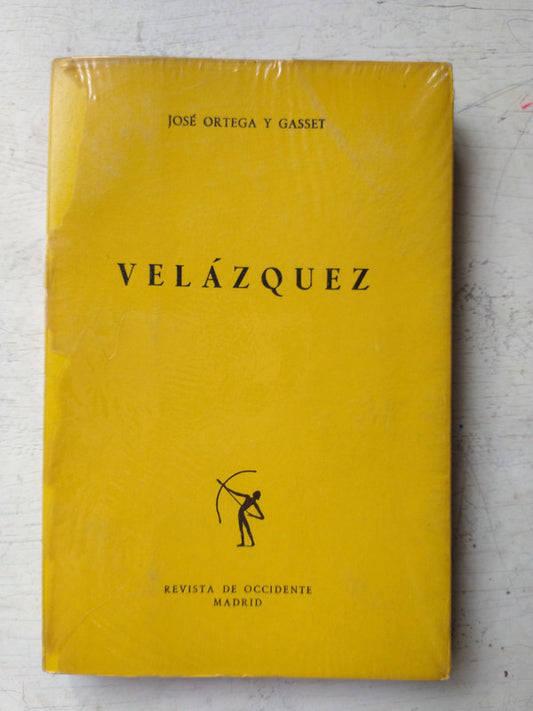 JOSÉ ORTEGA Y GASSET
VELÁZQUEZ
REVISTA DE OCCIDENTE
MADRID